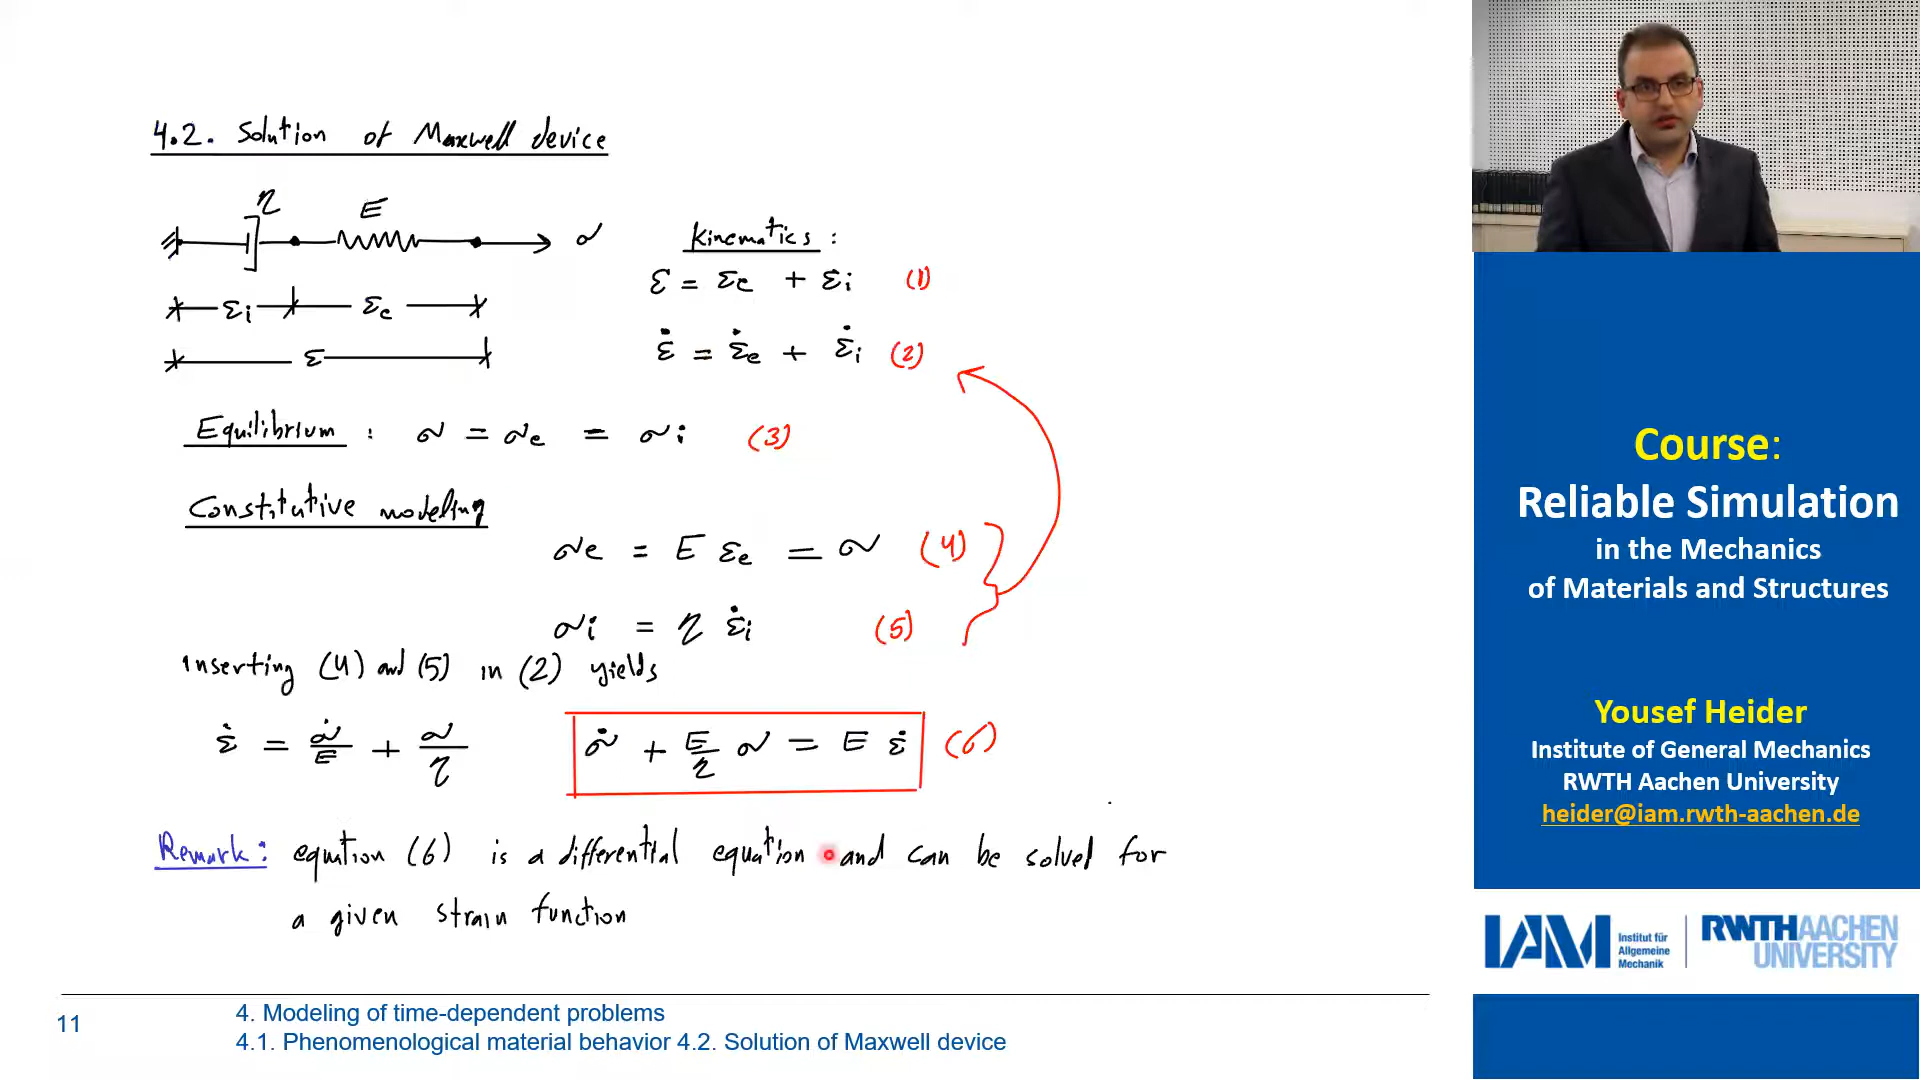 4.2. Solution of Maxwell device
η E
σ
εi εe
ε
Kinematics :
ε = εe + εi (1)
ε̇ = ε̇e + ε̇i (2)
Equilibrium : σ = σe = σi (3)
Constitutive modeling
σe = E εe = σ (4)
σi = η ε̇i (5)
inserting (4) and (5) in (2) yields
ε̇ = σ̇/E + σ/η
σ̇ + E/η σ = E ε̇ (6)
Remark: equation (6) is a differential equation and can be solved for
a given strain function
11
4. Modeling of time-dependent problems
4.1. Phenomenological material behavior 4.2. Solution of Maxwell device
Course:
Reliable Simulation
in the Mechanics
of Materials and Structures
Yousef Heider
Institute of General Mechanics
RWTH Aachen University
heider@iam.rwth-aachen.de
IAM
Institut für
Allgemeine
Mechanik
RWTH AACHEN
UNIVERSITY